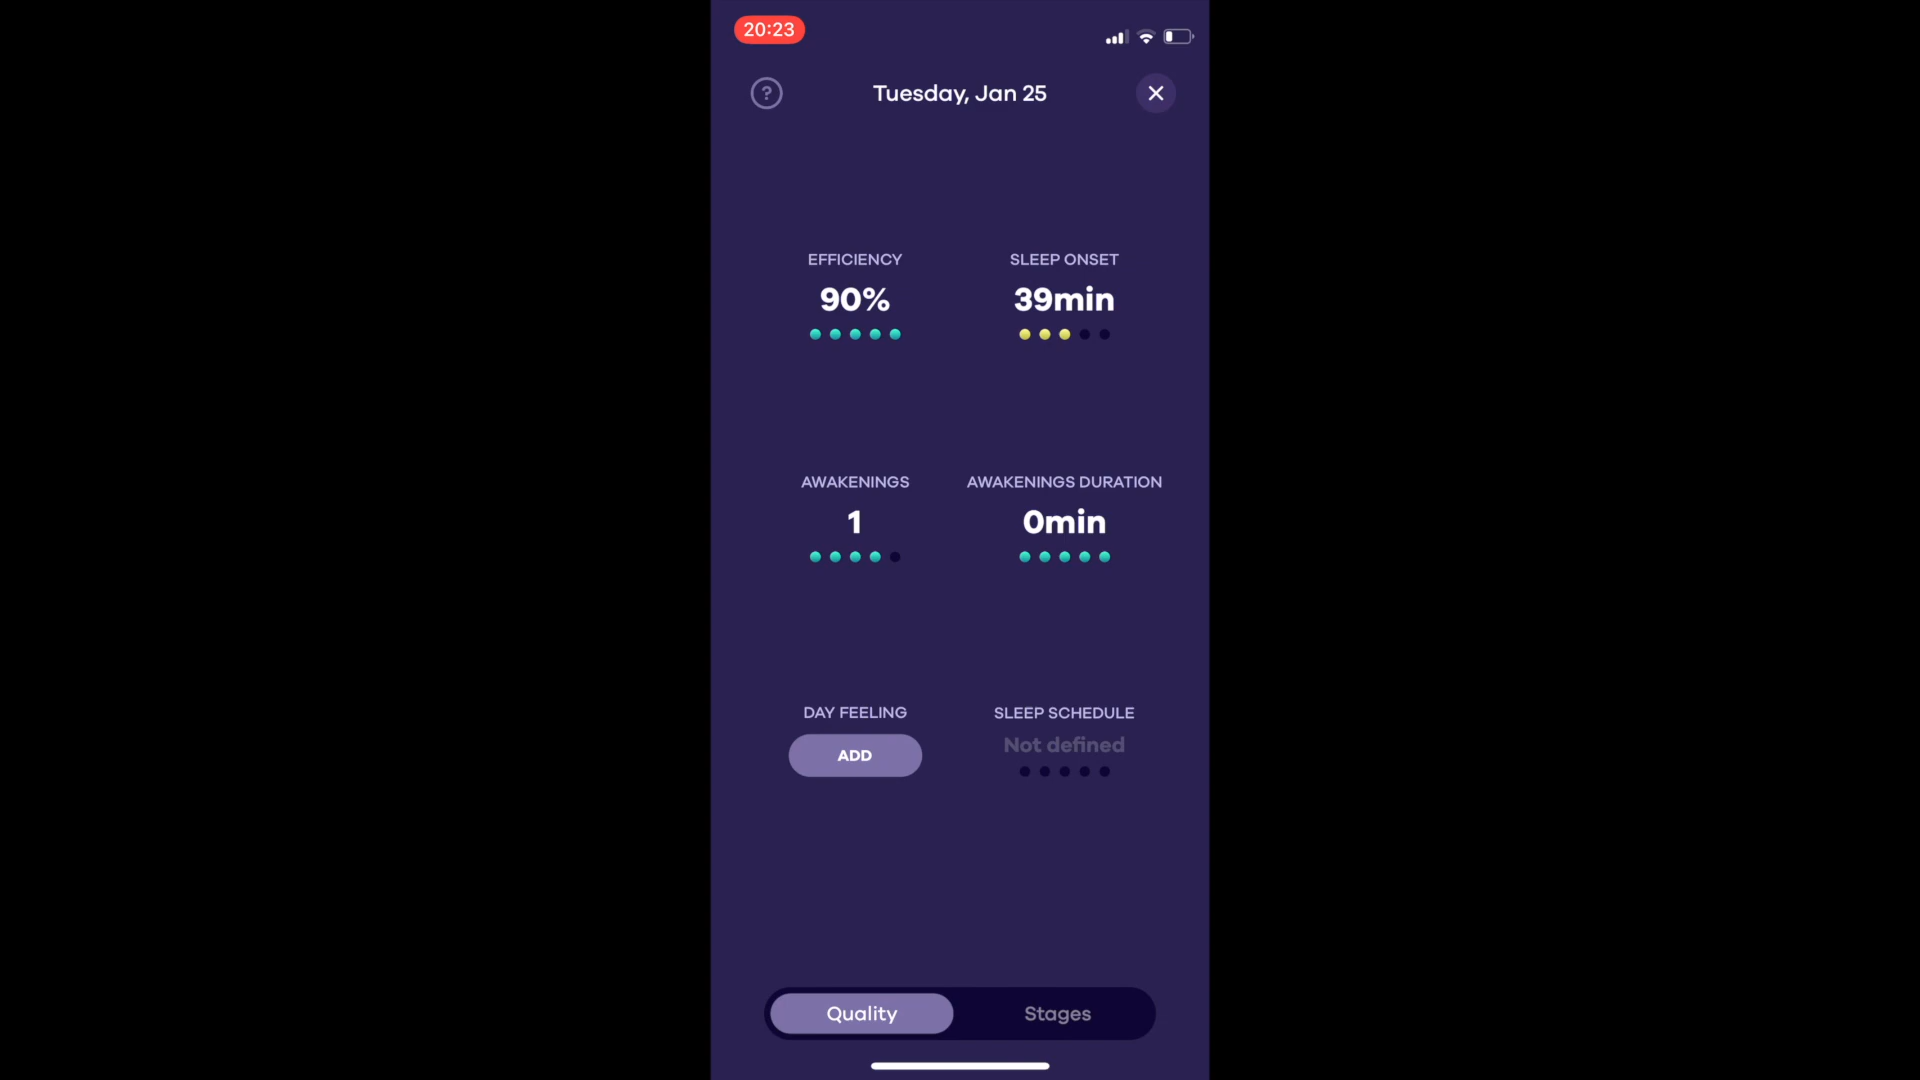 20:23
?
Tuesday, Jan 25
EFFICIENCY
90%
SLEEP ONSET
39min
AWAKENINGS
1
AWAKENINGS DURATION
0min
DAY FEELING
ADD
SLEEP SCHEDULE
Not defined
Quality
Stages